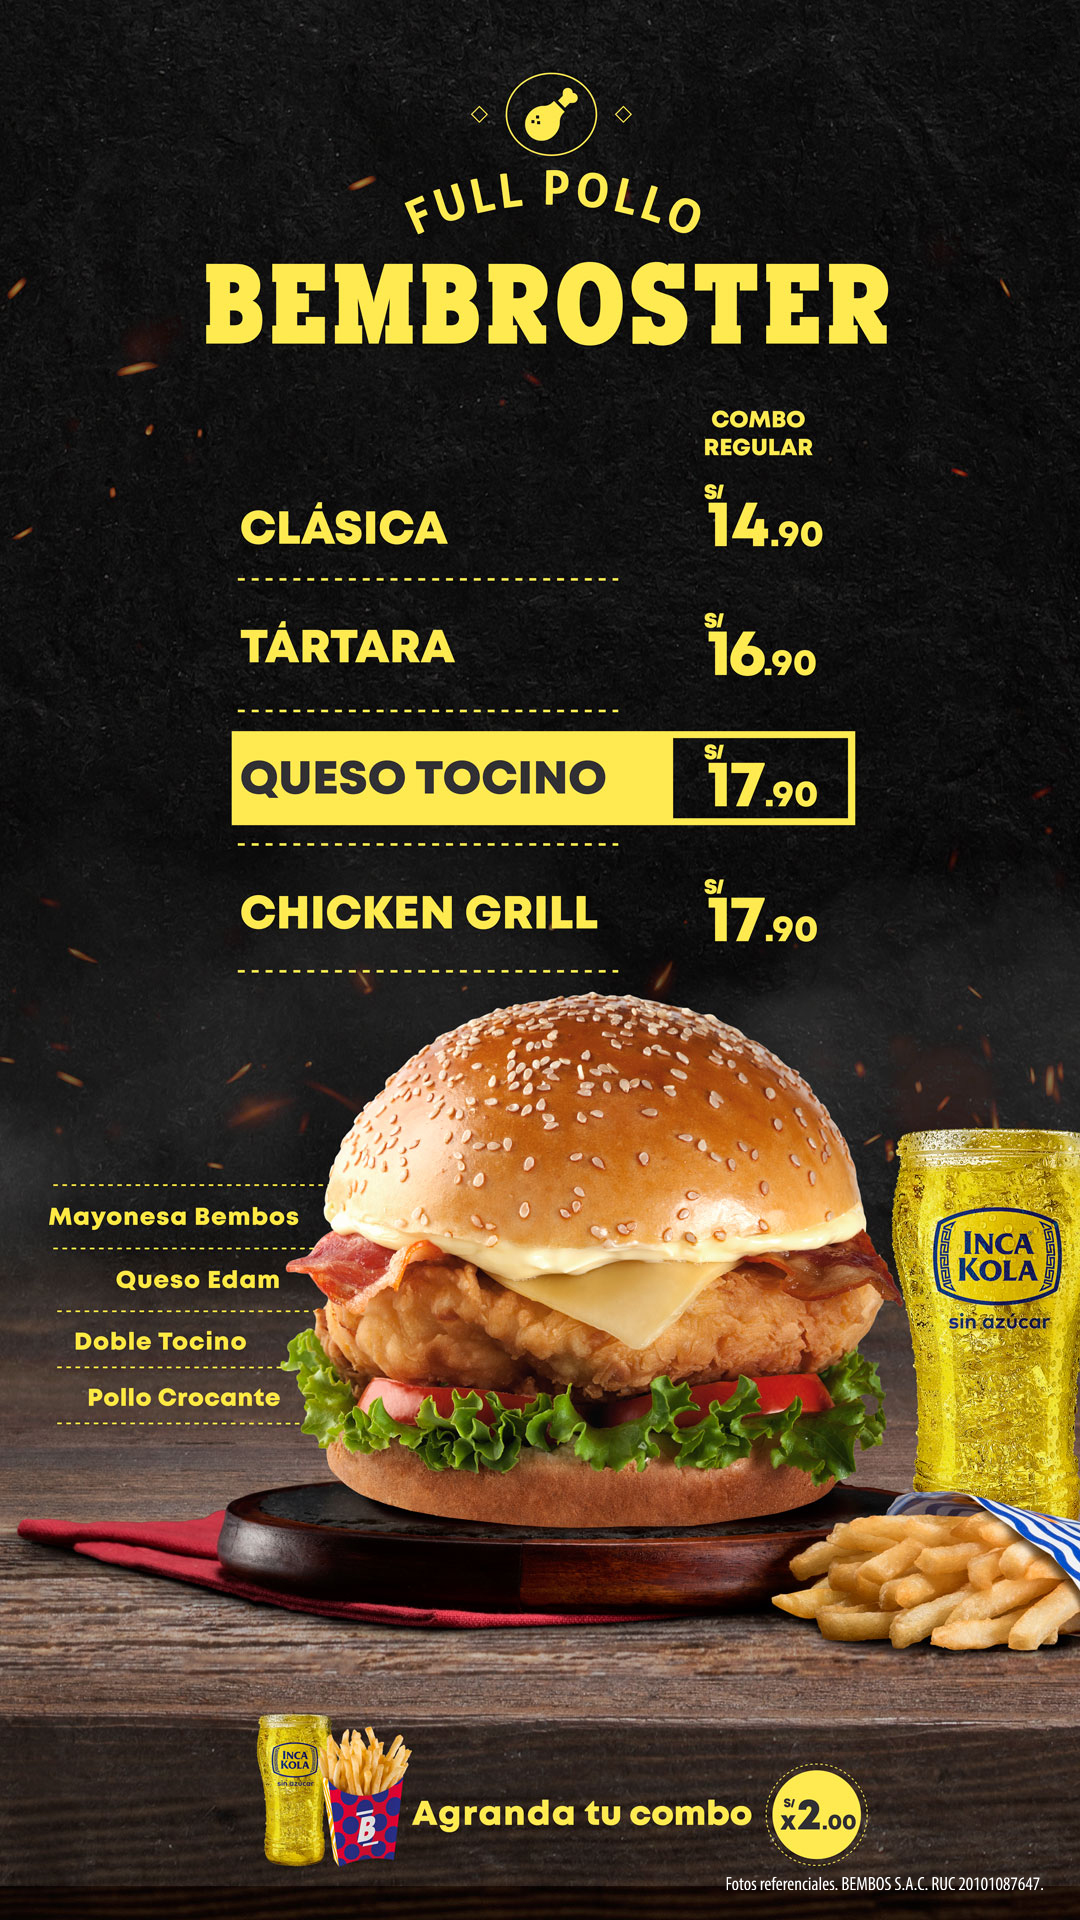 FULL POLLO
BEMBROSTER
COMBO
REGULAR
CLÁSICA S/ 14.90
TÁRTARA S/ 16.90
QUESO TOCINO S/ 17.90
CHICKEN GRILL S/ 17.90
Mayonesa Bembos
Queso Edam
Doble Tocino
Pollo Crocante
INCA
KOLA
sin azúcar
INCA
KOLA
sin azúcar
B
Agranda tu combo S/ x2.00
Fotos referenciales. BEMBOS S.A.C. RUC 20101087647.